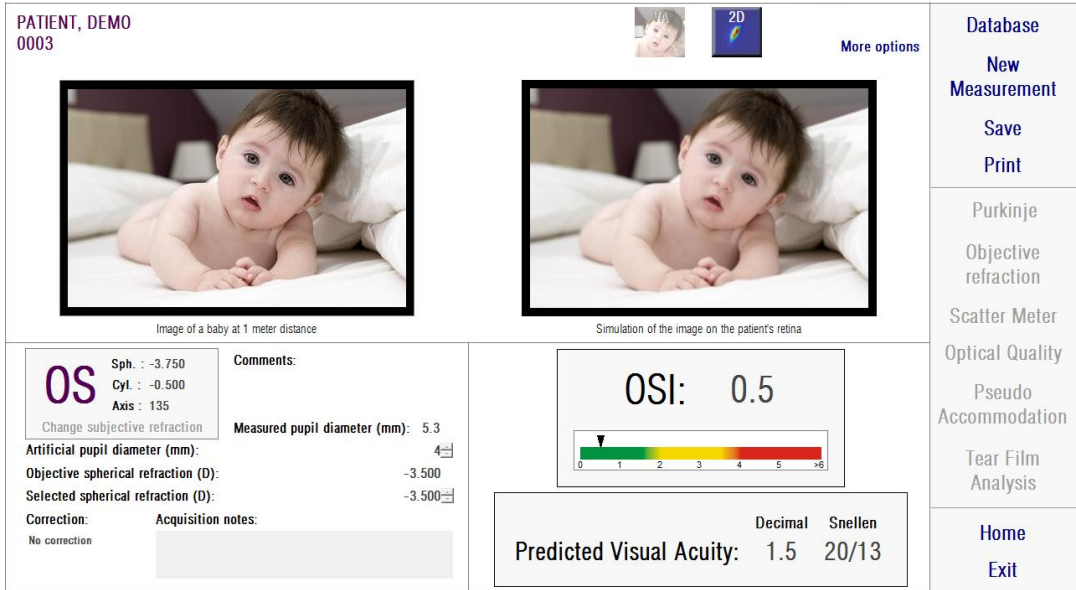 PATIENT, DEMO
0003
VA
2D
More options
Image of a baby at 1 meter distance
Simulation of the image on the patient's retina
OS
Sph. : -3.750
Cyl. : -0.500
Axis : 135
Change subjective refraction
Comments:
Measured pupil diameter (mm): 5.3
Artificial pupil diameter (mm): 4
Objective spherical refraction (D): -3.500
Selected spherical refraction (D): -3.500
Correction: Acquisition notes:
No correction
OSI: 0.5
0 1 2 3 4 5 >6
Decimal Snellen
Predicted Visual Acuity: 1.5 20/13
Database
New
Measurement
Save
Print
Purkinje
Objective
refraction
Scatter Meter
Optical Quality
Pseudo
Accommodation
Tear Film
Analysis
Home
Exit